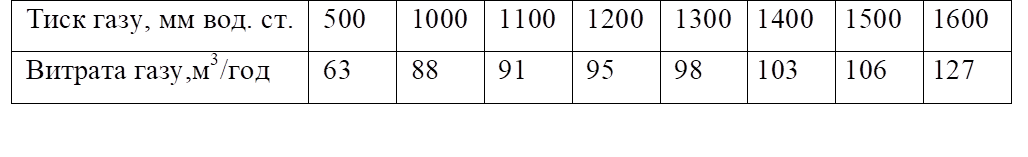 Тиск газу, мм вод. ст. 500 1000 1100 1200 1300 1400 1500 1600
Витрата газу,м³/год 63 88 91 95 98 103 106 127